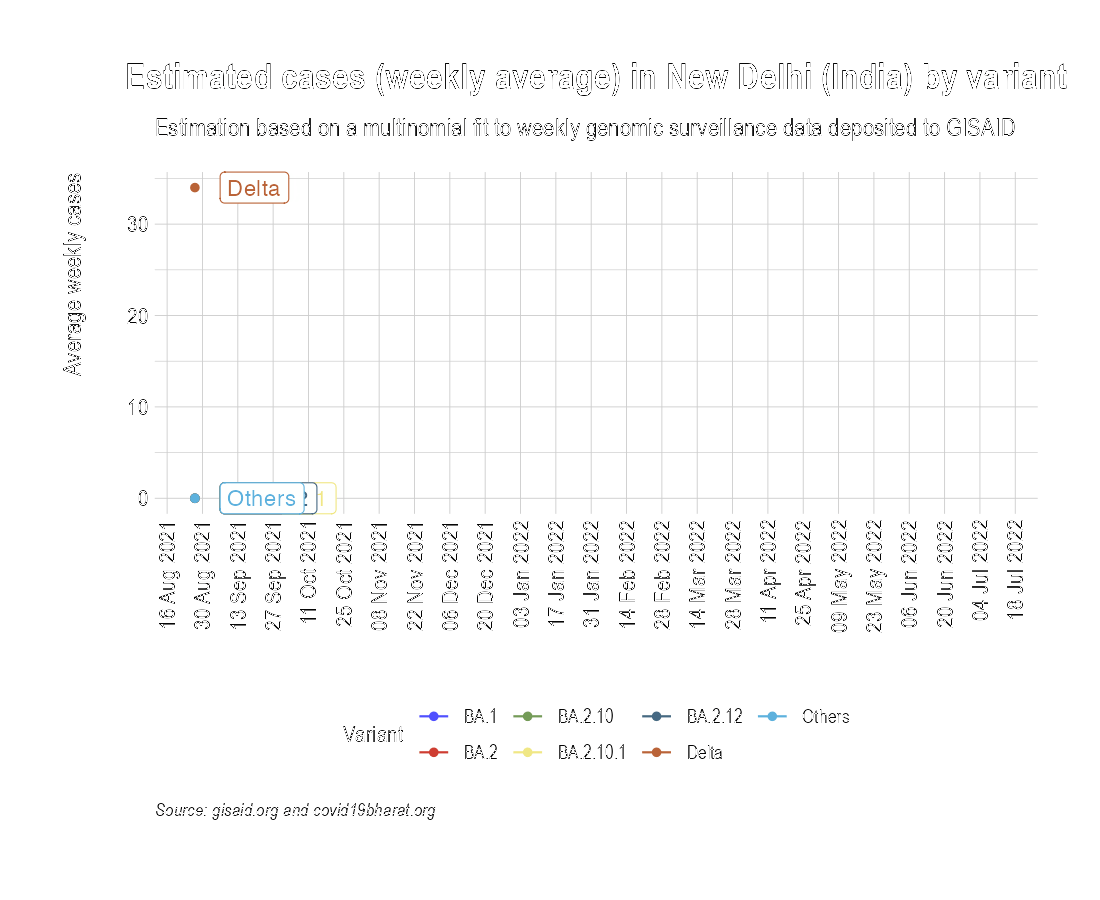 Estimated cases (weekly average) in New Delhi (India) by variant
Estimation based on a multinomial fit to weekly genomic surveillance data deposited to GISAID
Average weekly cases
30
20
10
0
Delta
Others
2
1
16 Aug 2021
30 Aug 2021
13 Sep 2021
27 Sep 2021
11 Oct 2021
25 Oct 2021
08 Nov 2021
22 Nov 2021
06 Dec 2021
20 Dec 2021
03 Jan 2022
17 Jan 2022
31 Jan 2022
14 Feb 2022
28 Feb 2022
14 Mar 2022
28 Mar 2022
11 Apr 2022
25 Apr 2022
09 May 2022
23 May 2022
06 Jun 2022
20 Jun 2022
04 Jul 2022
18 Jul 2022
Variant
BA.1
BA.2.10
BA.2.12
Others
BA.2
BA.2.10.1
Delta
Source: gisaid.org and covid19bharat.org